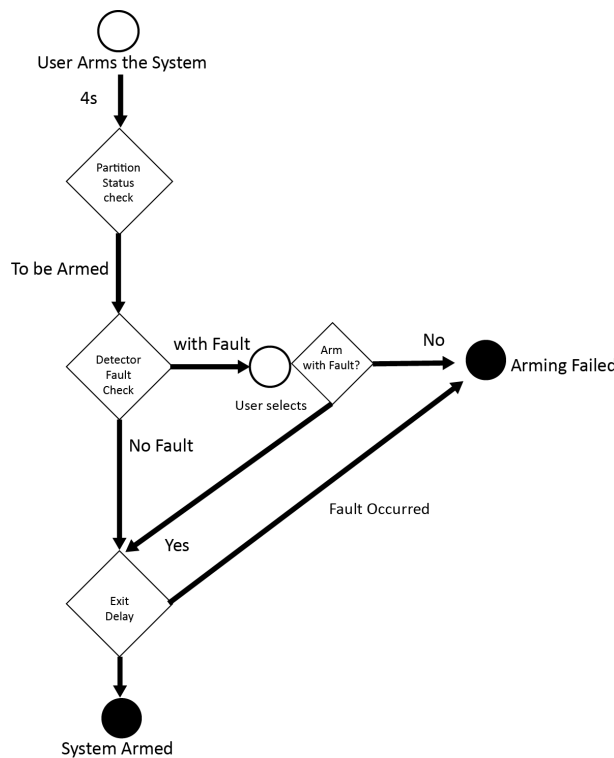 User Arms the System
4s
Partition
Status
check
To be Armed
Detector
Fault
Check
with Fault
User selects
Arm
with Fault?
No
Arming Failec
No Fault
Yes
Fault Occurred
Exit
Delay
System Armed